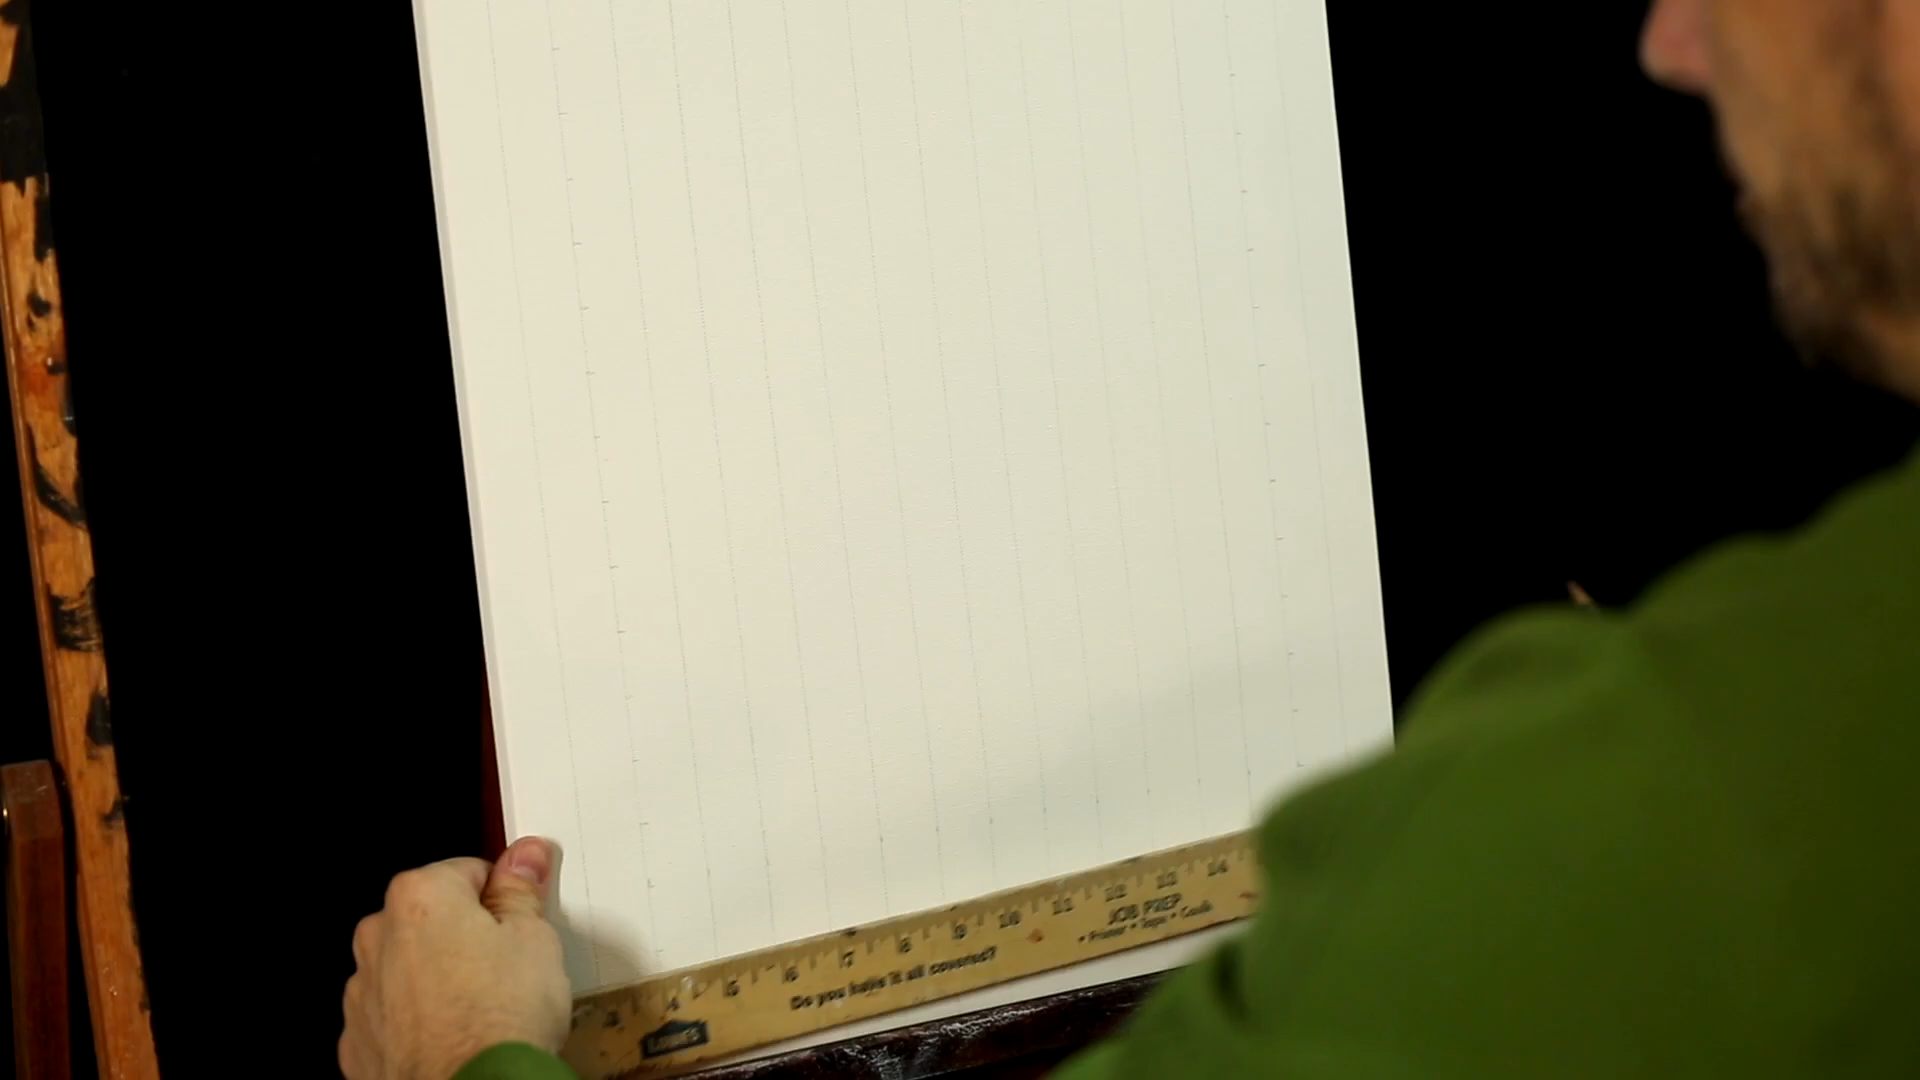 4 5 6 7 8 9 10 11 12 13 14
JOB PREP
• Primer • Tape • Caulk
Do you have it all covered?
LOWE'S